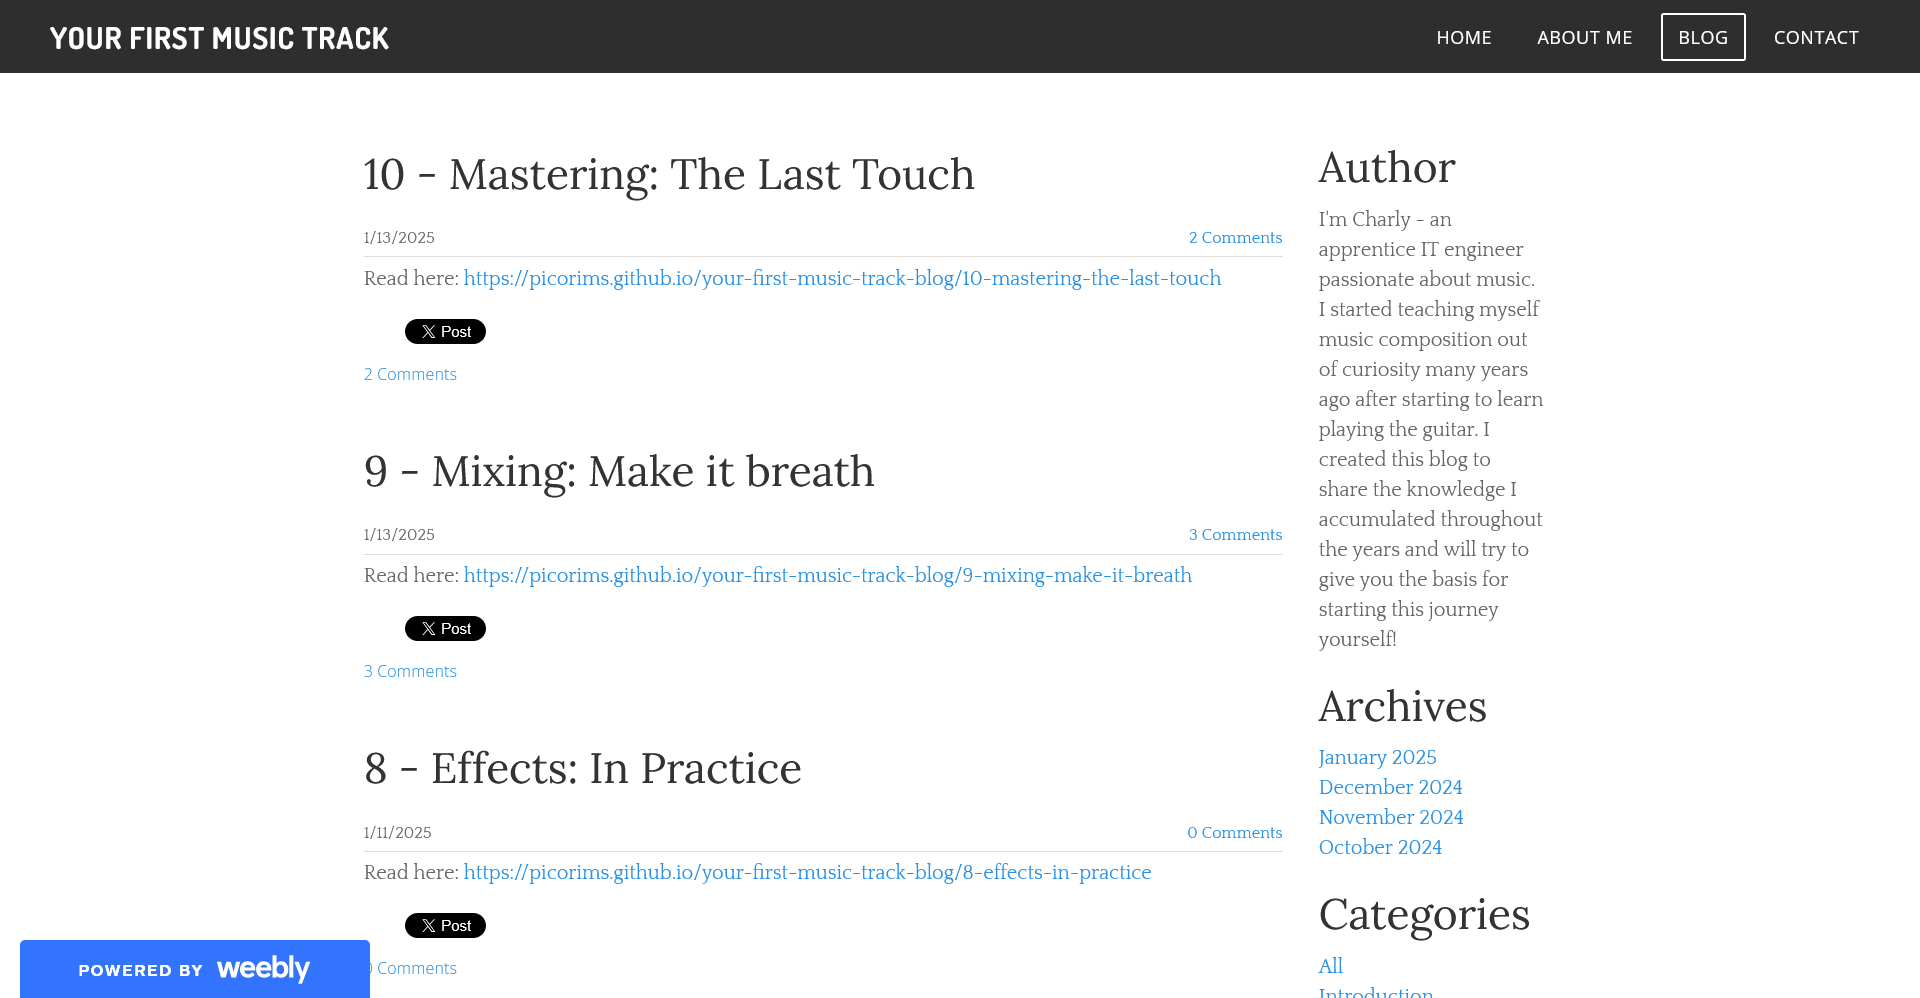 YOUR FIRST MUSIC TRACK
HOME
ABOUT ME
BLOG
CONTACT
10 - Mastering: The Last Touch
1/13/2025
2 Comments
Read here: https://picorims.github.io/your-first-music-track-blog/10-mastering-the-last-touch
X Post
2 Comments
9 - Mixing: Make it breath
1/13/2025
3 Comments
Read here: https://picorims.github.io/your-first-music-track-blog/9-mixing-make-it-breath
X Post
3 Comments
8 - Effects: In Practice
1/11/2025
0 Comments
Read here: https://picorims.github.io/your-first-music-track-blog/8-effects-in-practice
X Post
0 Comments
POWERED BY weebly
Author
I'm Charly - an
apprentice IT engineer
passionate about music.
I started teaching myself
music composition out
of curiosity many years
ago after starting to learn
playing the guitar. I
created this blog to
share the knowledge I
accumulated throughout
the years and will try to
give you the basis for
starting this journey
yourself!
Archives
January 2025
December 2024
November 2024
October 2024
Categories
All
Introduction